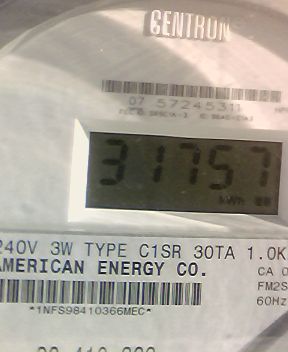 CENTRON
07 57245311
31757
kWh
240V 3W TYPE C1SR 30TA 1.0K
AMERICAN ENERGY CO.
CA 0
FM2S
60Hz
*1NFS98410366MEC*